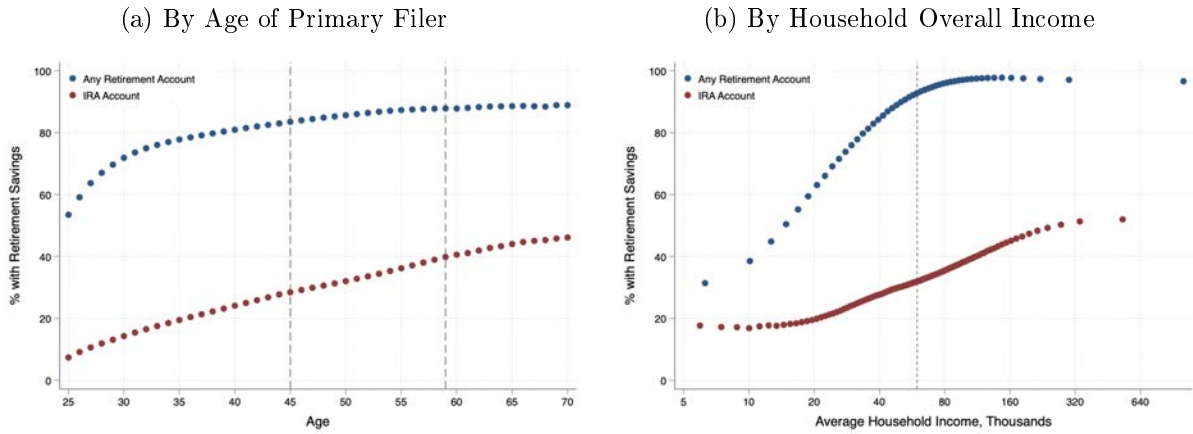 (a) By Age of Primary Filer
% with Retirement Savings
100
80
60
40
20
0
Any Retirement Account
IRA Account
25 30 35 40 45 50 55 60 65 70
Age
(b) By Household Overall Income
% with Retirement Savings
100
80
60
40
20
0
Any Retirement Account
IRA Account
5 10 20 40 80 160 320 640
Average Household Income, Thousands